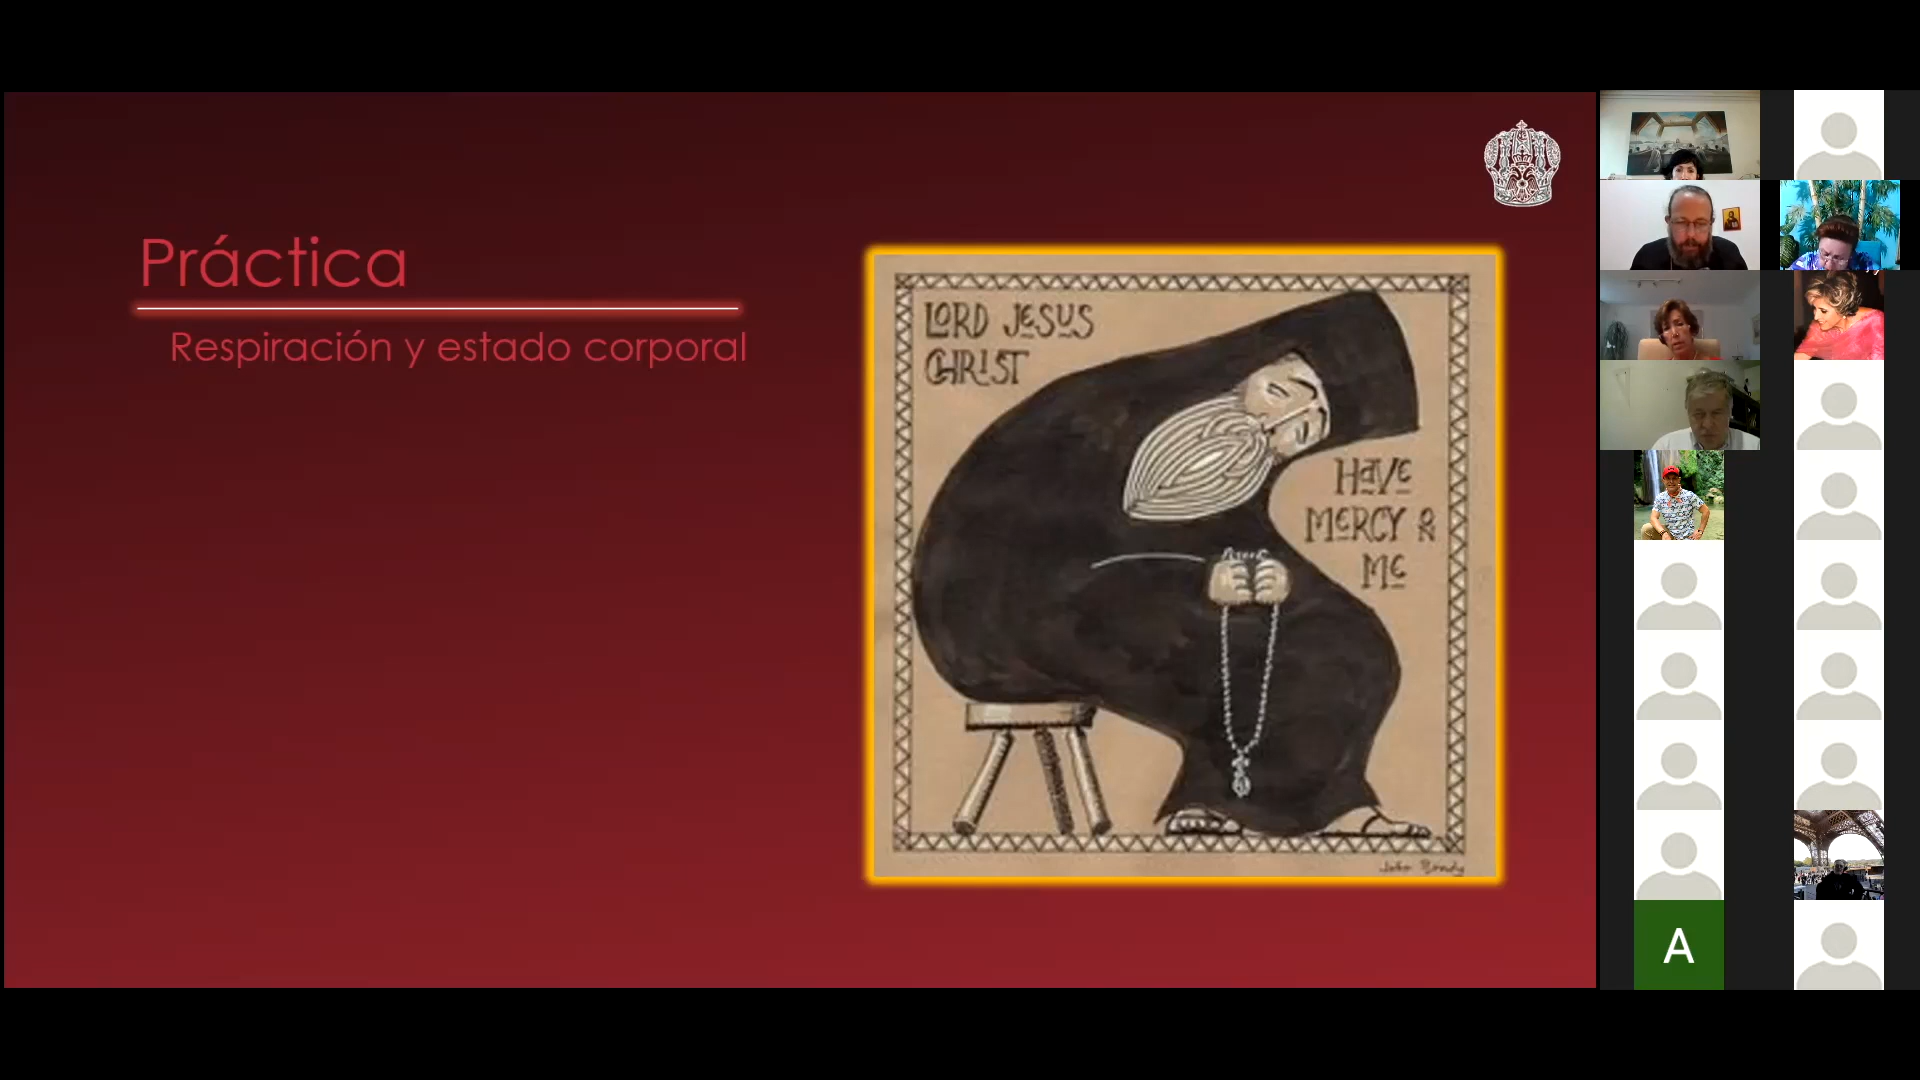 Práctica
Respiración y estado corporal
LORD JESUS
CHRIST
HAVE
MERCY ON
ME
A